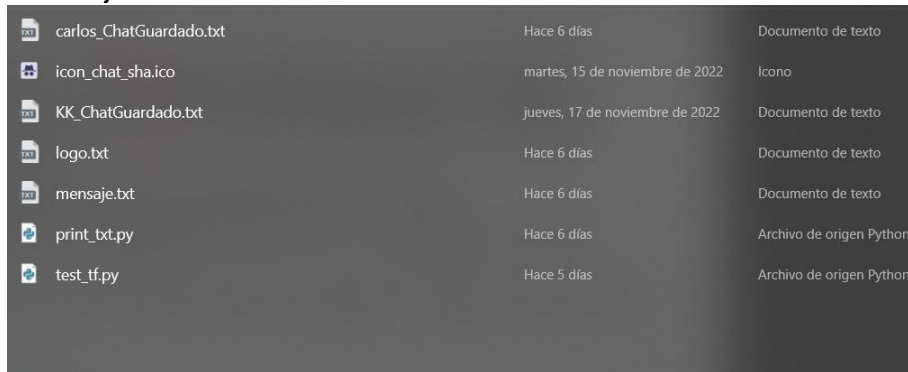 carlos_ChatGuardado.txt Hace 6 días Documento de texto
icon_chat_sha.ico martes, 15 de noviembre de 2022 Icono
KK_ChatGuardado.txt jueves, 17 de noviembre de 2022 Documento de texto
logo.txt Hace 6 días Documento de texto
mensaje.txt Hace 6 días Documento de texto
print_txt.py Hace 6 días Archivo de origen Python
test_tf.py Hace 5 días Archivo de origen Python